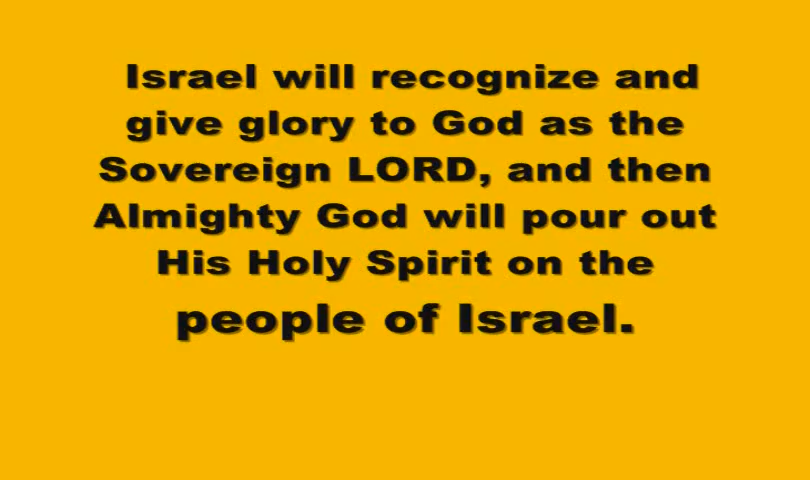 Israel will recognize and
give glory to God as the
Sovereign LORD, and then
Almighty God will pour out
His Holy Spirit on the
people of Israel.